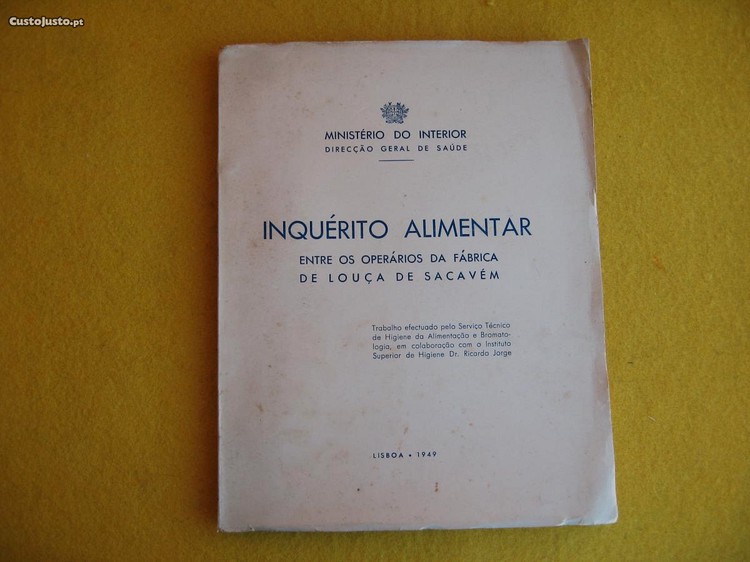 CustoJusto.pt
MINISTÉRIO DO INTERIOR
DIRECÇÃO GERAL DE SAÚDE
INQUÉRITO ALIMENTAR
ENTRE OS OPERÁRIOS DA FÁBRICA
DE LOUÇA DE SACAVÉM
Trabalho efectuado pelo Serviço Técnico
de Higiene da Alimentação e Bromato-
logia, em colaboração com o Instituto
Superior de Higiene Dr. Ricardo Jorge
LISBOA • 1949